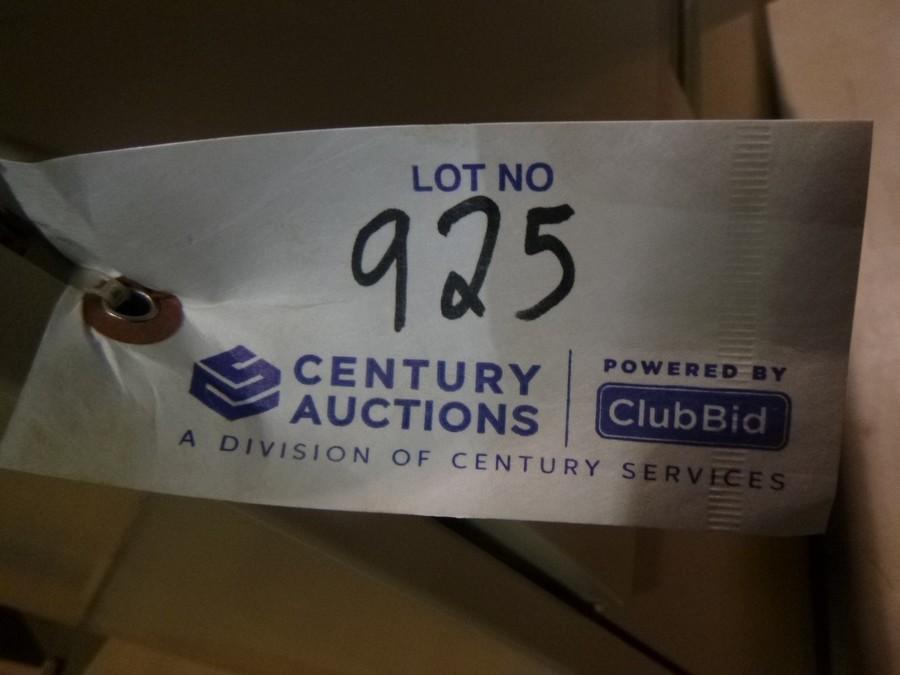 LOT NO
925
CENTURY AUCTIONS
POWERED BY
ClubBid
A DIVISION OF CENTURY SERVICES